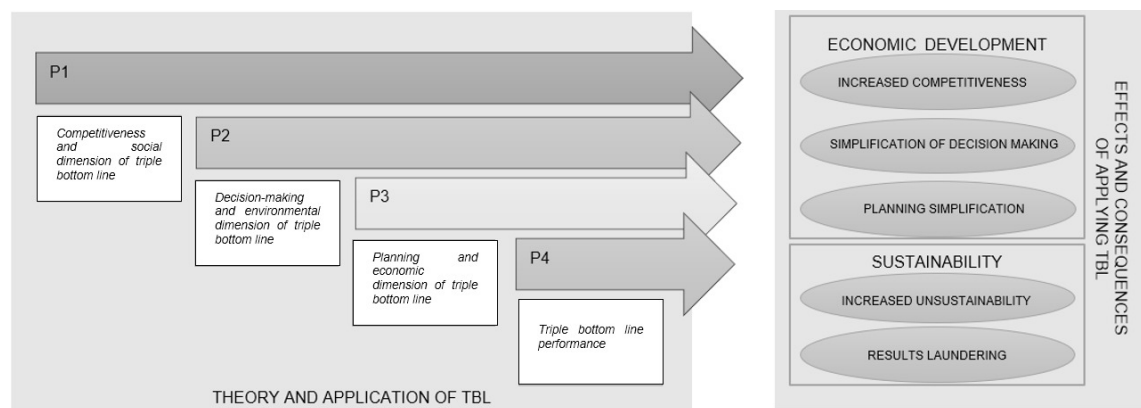 P1
Competitiveness
and social
dimension of triple
bottom line
P2
Decision-making
and environmental
dimension of triple
bottom line
P3
Planning and
economic
dimension of triple
bottom line
P4
Triple bottom line
performance
THEORY AND APPLICATION OF TBL
ECONOMIC DEVELOPMENT
INCREASED COMPETITIVENESS
SIMPLIFICATION OF DECISION MAKING
PLANNING SIMPLIFICATION
SUSTAINABILITY
INCREASED UNSUSTAINABILITY
RESULTS LAUNDERING
EFFECTS AND CONSEQUENCES
OF APPLYING TBL